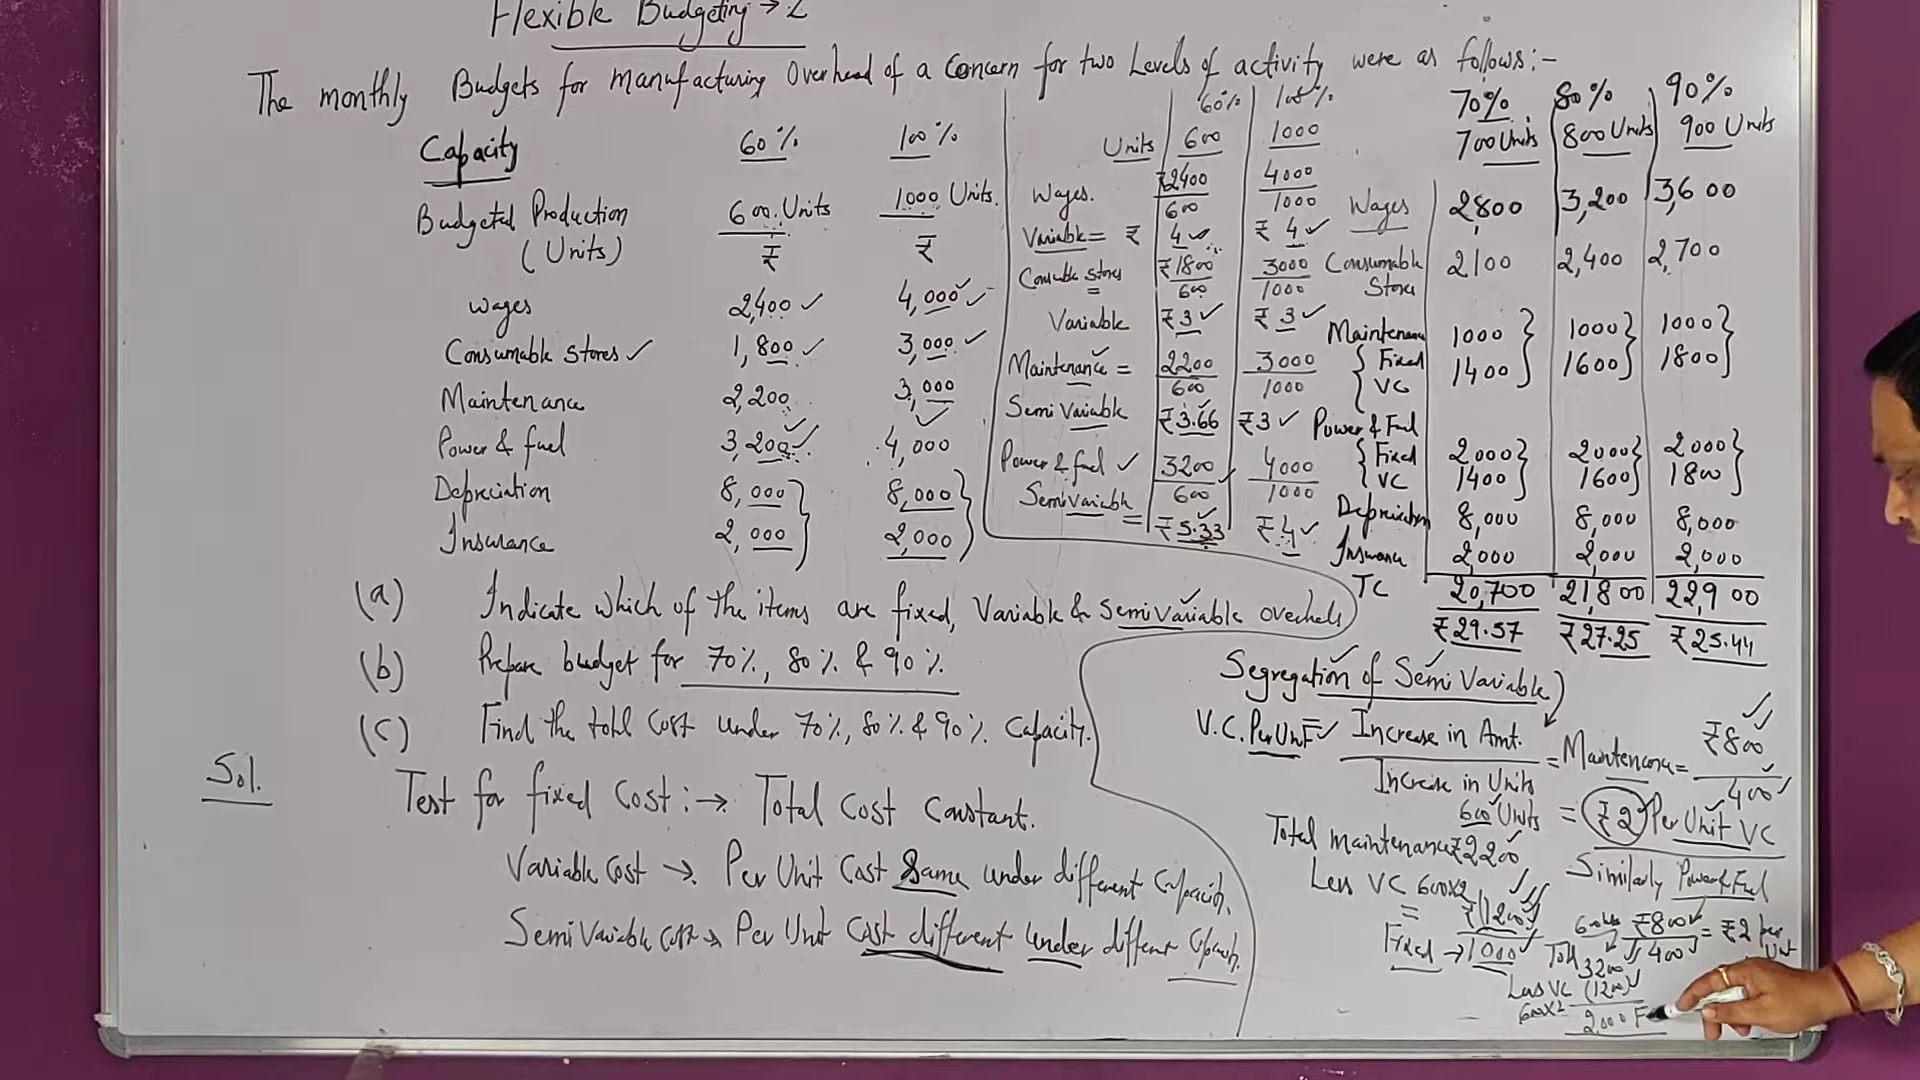 Flexible Budgeting → 2
The monthly Budgets for manufacturing Overhead of a Concern for two Levels of activity were as follows:-
Capacity 60% 100%
Budgeted Production 600 Units 1000 Units.
(Units) ₹ ₹
Wages 2,400 ✓ 4,000 ✓
Consumable Stores ✓ 1,800 ✓ 3,000 ✓
Maintenance 2,200 3,000
Power & fuel 3,200 ✓ 4,000
Depreciation 8,000 8,000
Insurance 2,000 2,000
(a) Indicate which of the items are fixed, Variable & Semi Variable
(b) Prepare budget for 70%, 80% & 90%.
(c) Find the total Cost under 70%, 80% & 90% Capacity.
Sol.
Test for fixed Cost :→ Total Cost Constant.
Variable Cost → Per Unit Cost Same under different
Semi Variable Cost → Per Unit Cost different under different
60%
Units 600 1000
Wages. ₹2400/600 4000/1000
Variable = ₹ 4 ✓ ₹ 4 ✓
Stores = ₹1800/600 3000/1000
Variable ₹3 ✓ ₹3 ✓
Maintenance = 2200/600 3000/1000
Semi Variable ₹3.66 ₹3 ✓
Power & fuel ✓ 3200/600 4000/1000
Semi Variable = ₹5.33 ₹4 ✓
70% 80% 90%
700 Units 800 Units 900 Units
Wages 2,800 3,200 3,600
Consumable Stores 2100 2,400 2,700
Maintenance
{ Fixed 1000 } 1000 } 1000 }
{ VC 1400 } 1600 } 1800 }
Power & Fuel
{ Fixed 2000 } 2000 } 2000 }
{ VC 1400 } 1600 } 1800 }
Depreciation 8,000 8,000 8,000
Insurance 2,000 2,000 2,000
TC 20,700 21,800 22,900
₹29.57 ₹27.25 ₹25.44
Segregation of Semi Variable
V.C. Per Unit = Increase in Amt./Increase in Units = Maintenance = ₹800/400
= ₹2 Per Unit VC
600 Units
Total maintenance ₹2200
Less VC 600x2
= ₹1200
Fixed → 1000
Similarly Power & Fuel
₹800/400 = ₹2 per Unit
3200
Less VC (1200)
600x2
2000 F